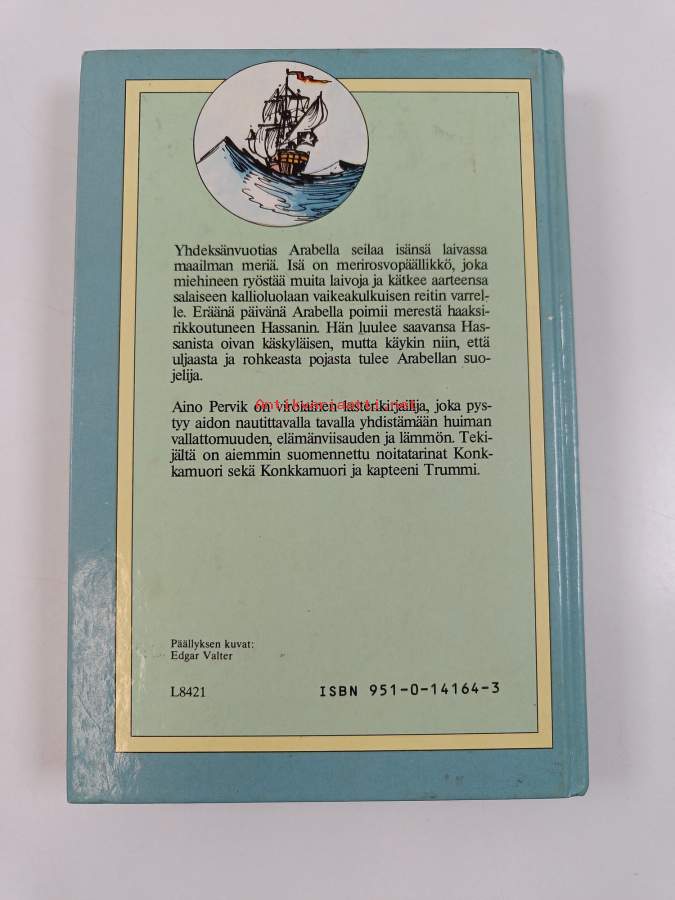 Yhdeksänvuotias Arabella seilaa isänsä laivassa
maailman meriä. Isä on merirosvopäällikkö, joka
miehineen ryöstää muita laivoja ja kätkee aarteensa
salaiseen kallioluolaan vaikeakulkuisen reitin varrel-
le. Eräänä päivänä Arabella poimii merestä haaksi-
rikkoutuneen Hassanin. Hän luulee saavansa Has-
sanista oivan käskyläisen, mutta käykin niin, että
uljaasta ja rohkeasta pojasta tulee Arabellan suo-
jelija.
Antikvariaatti.net
Aino Pervik on virolainen lastenkirjailija, joka pys-
tyy aidon nautittavalla tavalla yhdistämään huiman
vallattomuuden, elämänviisauden ja lämmön. Teki-
jältä on aiemmin suomennettu noitatarinat Konk-
kamuori sekä Konkkamuori ja kapteeni Trummi.
Päällyksen kuvat:
Edgar Valter
L8421
ISBN 951-0-14164-3